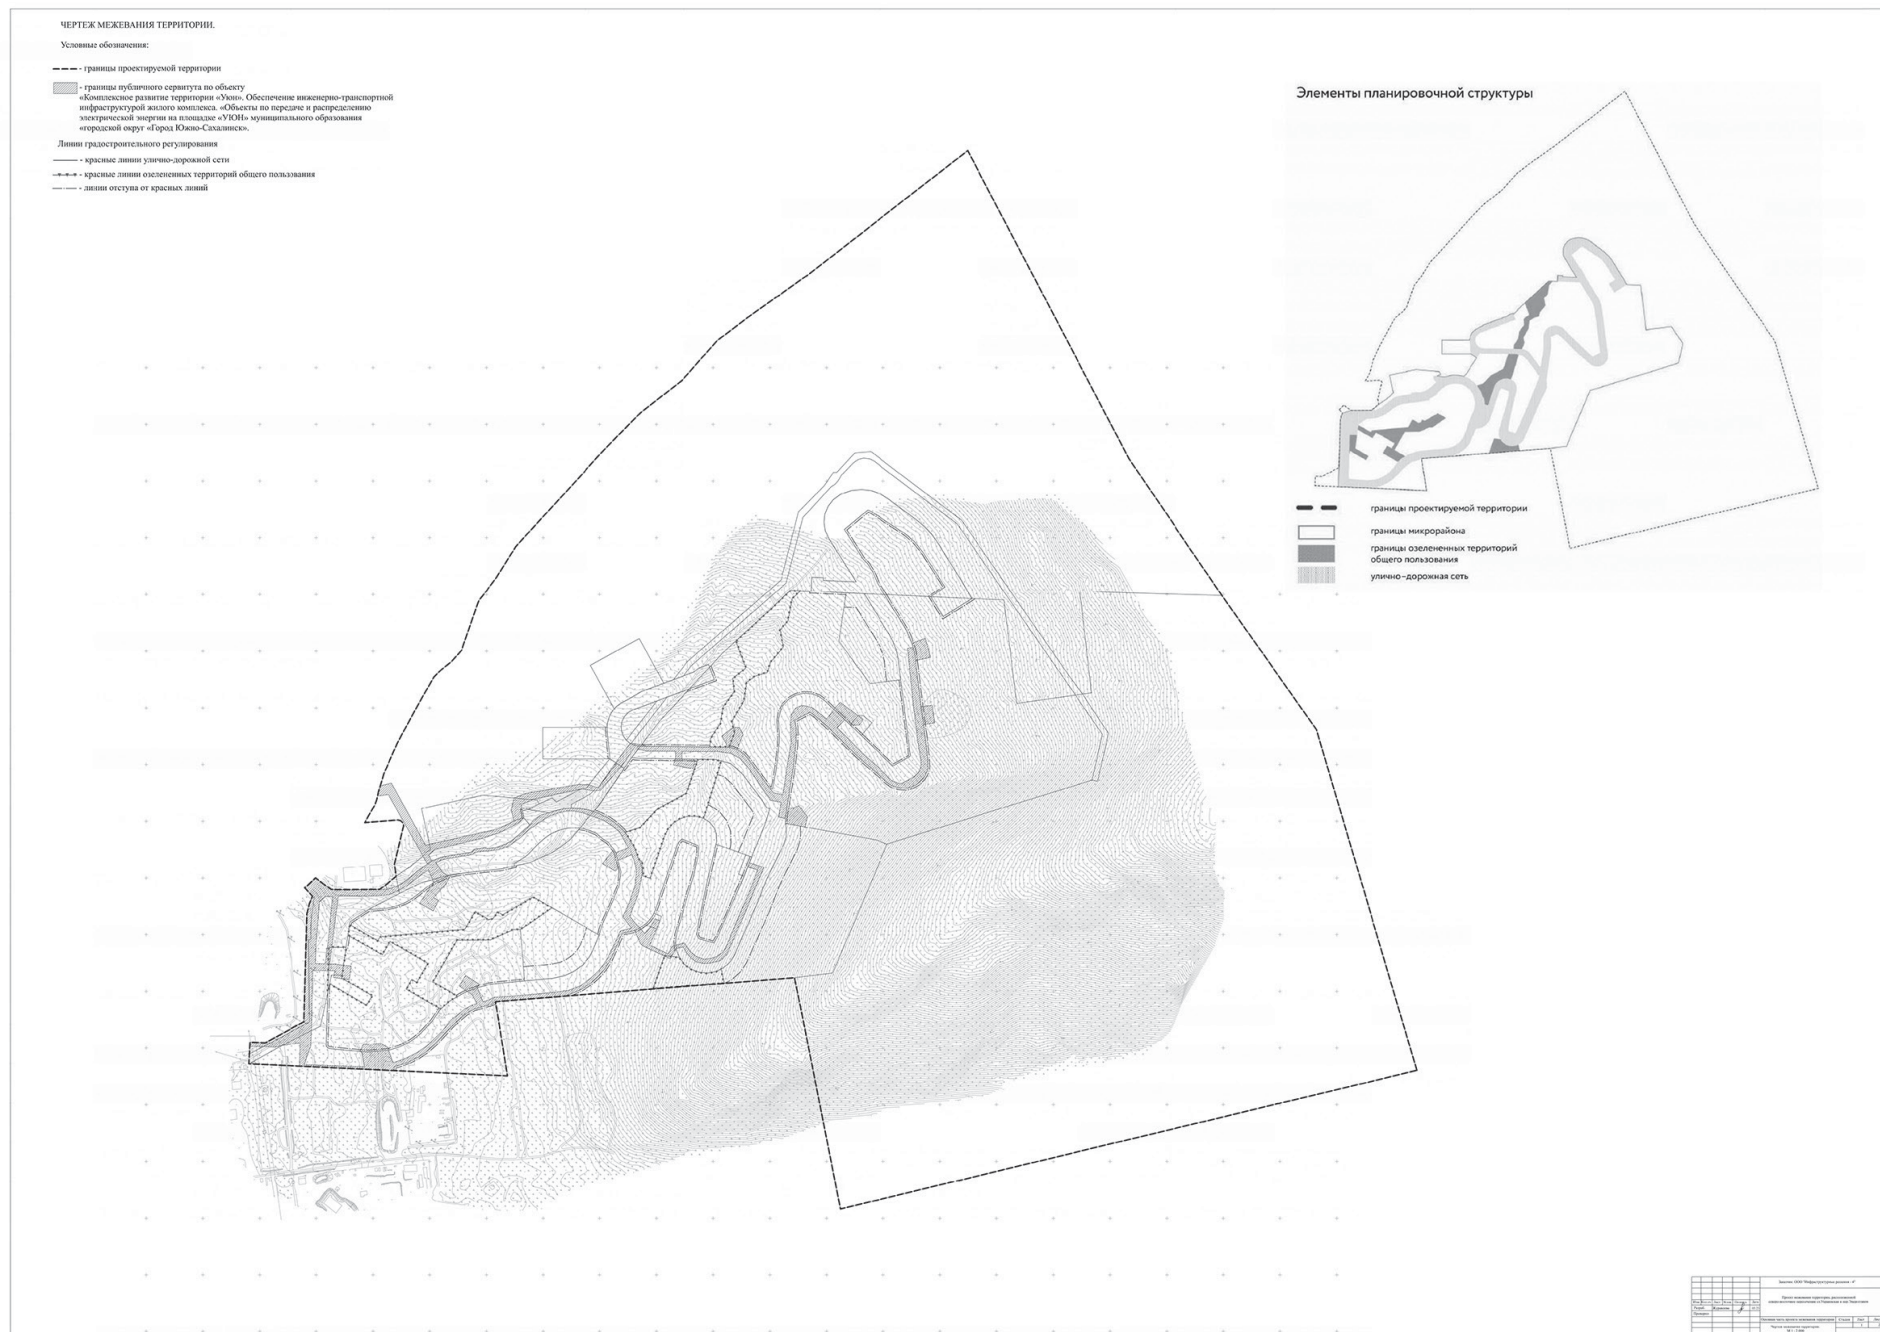 ЧЕРТЕЖ МЕЖЕВАНИЯ ТЕРРИТОРИИ.
Условные обозначения:
- границы проектируемой территории
- границы публичного сервитута по объекту
«Комплексное развитие территории «Уюн». Обеспечение инженерно-транспортной
инфраструктурой жилого комплекса. «Объекты по передаче и распределению
электрической энергии на площадке «УЮН» муниципального образования
«городской округ «Город Южно-Сахалинск».
Линии градостроительного регулирования
- красные линии улично-дорожной сети
- красные линии озелененных территорий общего пользования
- линии отступа от красных линий
Элементы планировочной структуры
границы проектируемой территории
границы микрорайона
границы озелененных территорий
общего пользования
улично-дорожная сеть